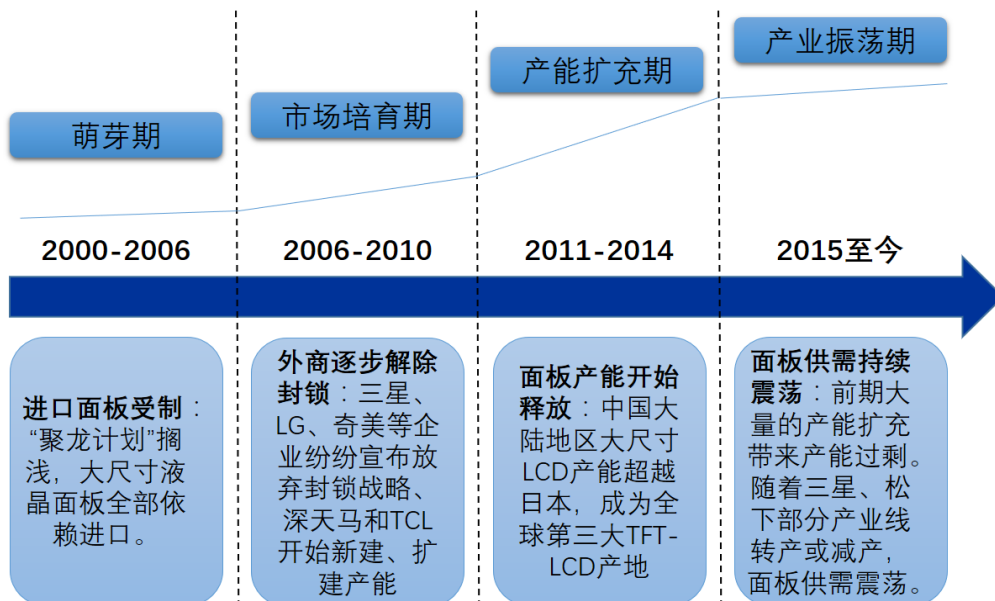 萌芽期
市场培育期
产能扩充期
产业振荡期
2000-2006
2006-2010
2011-2014
2015至今
进口面板受制：
“聚龙计划”搁
浅，大尺寸液
晶面板全部依
赖进口。
外商逐步解除
封锁：三星、
LG、奇美等企
业纷纷宣布放
弃封锁战略、
深天马和TCL
开始新建、扩
建产能
面板产能开始
释放：中国大
陆地区大尺寸
LCD产能超越
日本，成为全
球第三大TFT-
LCD产地
面板供需持续
震荡：前期大
量的产能扩充
带来产能过剩。
随着三星、松
下部分产业线
转产或减产，
面板供需震荡。